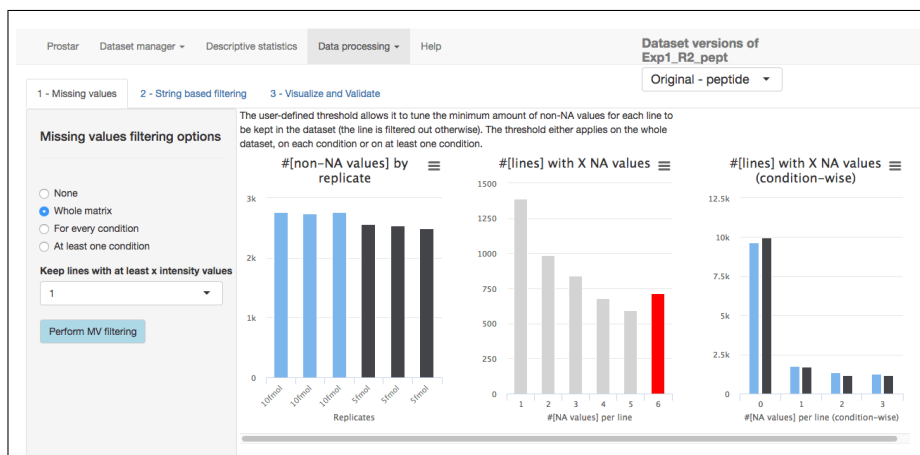 Prostar
Dataset manager
Descriptive statistics
Data processing
Help
Dataset versions of
Exp1_R2_pept
Original - peptide
1 - Missing values
2 - String based filtering
3 - Visualize and Validate
Missing values filtering options
None
Whole matrix
For every condition
At least one condition
Keep lines with at least x intensity values
1
Perform MV filtering
The user-defined threshold allows it to tune the minimum amount of non-NA values for each line to
be kept in the dataset (the line is filtered out otherwise). The threshold either applies on the whole
dataset, on each condition or on at least one condition.
#[non-NA values] by
replicate
3k
2k
1k
0
10fmol
10fmol
10fmol
5fmol
5fmol
5fmol
Replicates
#[lines] with X NA values
1500
1250
1000
750
500
250
0
1
2
3
4
5
6
#[NA values] per line
#[lines] with X NA values
(condition-wise)
12.5k
10k
7.5k
5k
2.5k
0
0
1
2
3
#[NA values] per line (condition-wise)